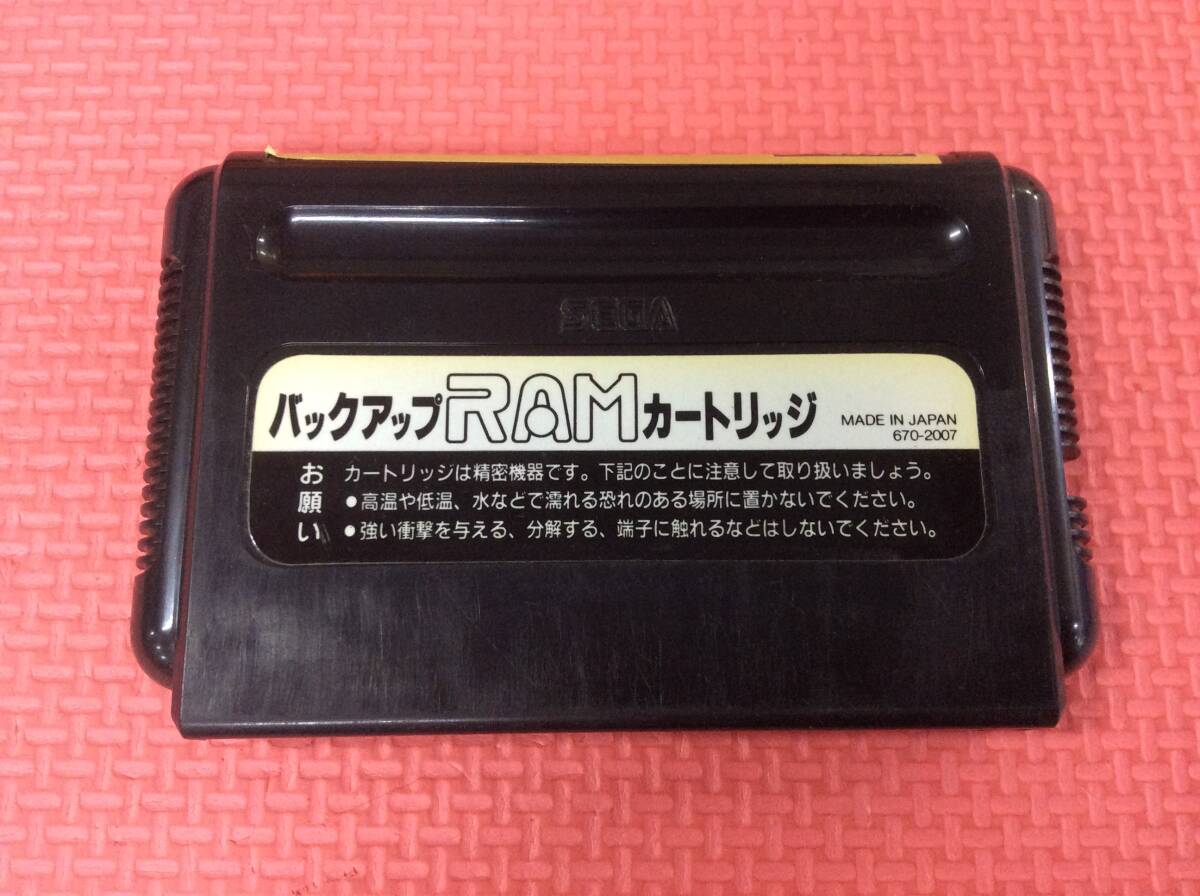 SEGA
バックアップRAMカートリッジ
MADE IN JAPAN
670-2007
お願い
カートリッジは精密機器です。下記のことに注意して取り扱いましょう。
●高温や低温、水などで濡れる恐れのある場所に置かないでください。
●強い衝撃を与える、分解する、端子に触れるなどはしないでください。